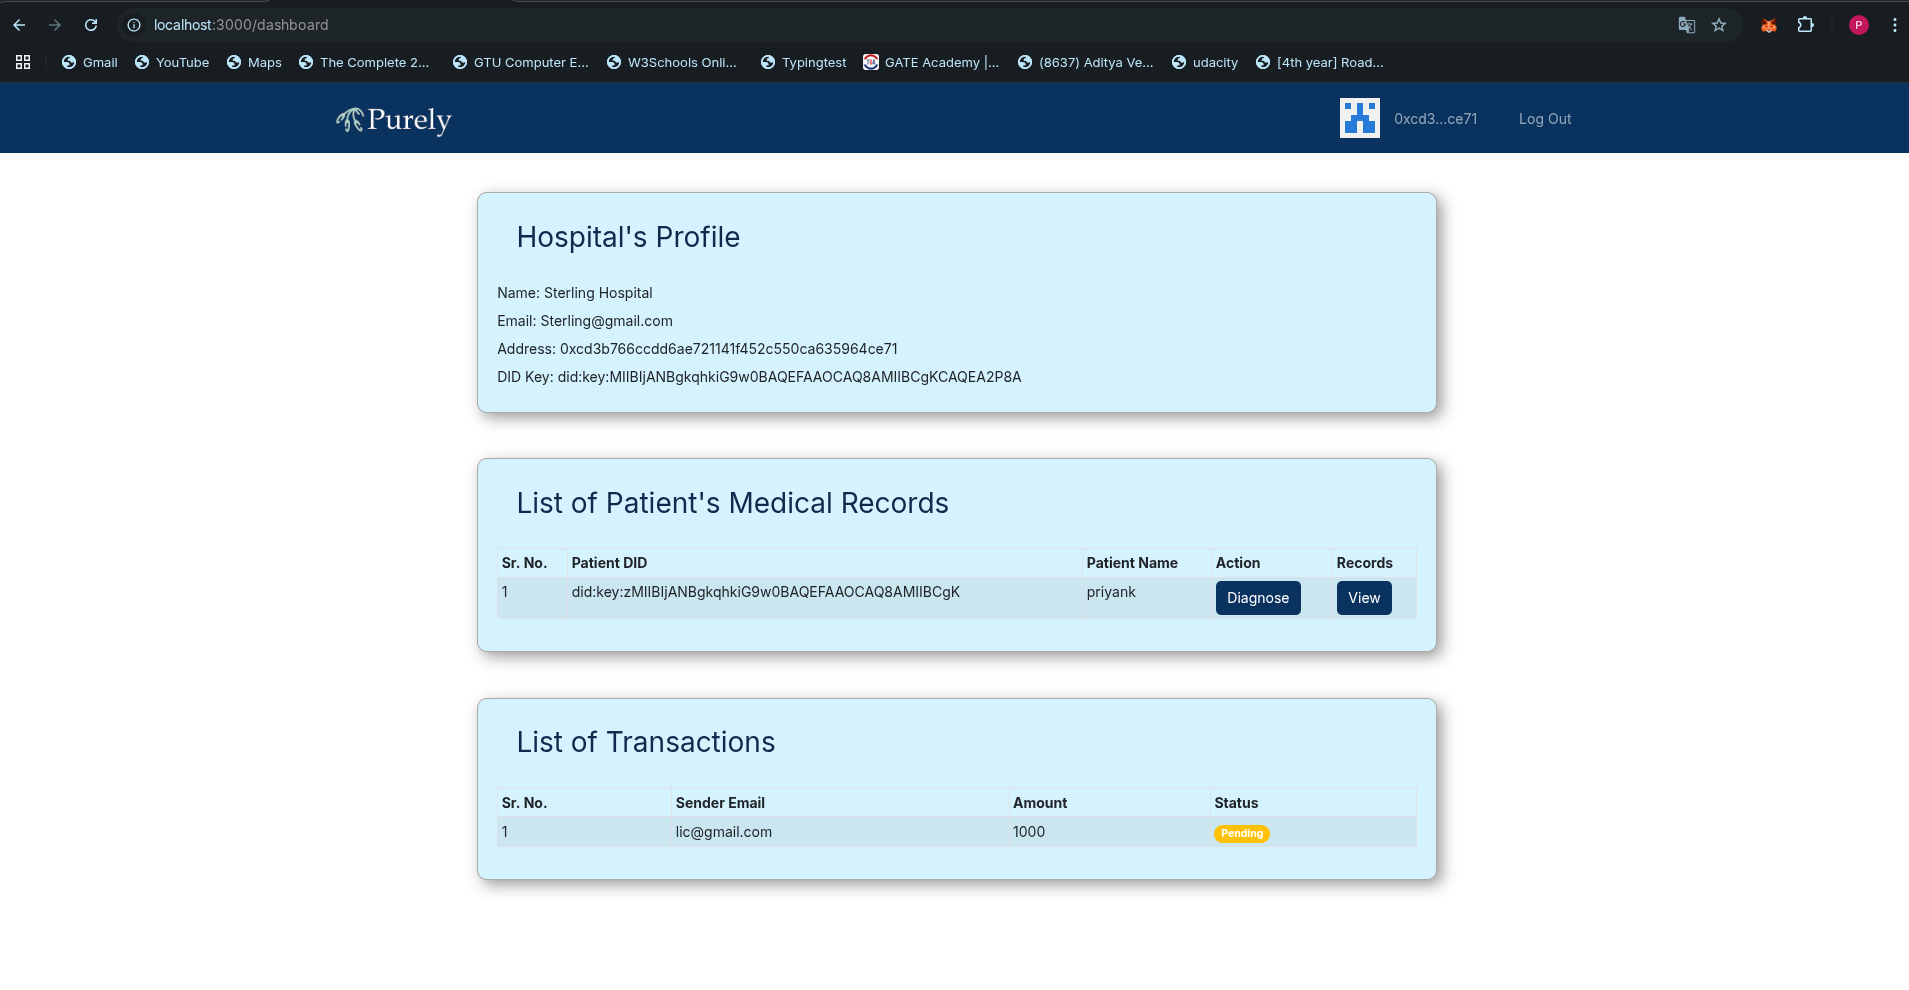 localhost:3000/dashboard
P
Gmail YouTube Maps The Complete 2... GTU Computer E... W3Schools Onli... Typingtest GATE Academy |... (8637) Aditya Ve... udacity [4th year] Road...
Purely 0xcd3...ce71 Log Out
Hospital's Profile
Name: Sterling Hospital
Email: Sterling@gmail.com
Address: 0xcd3b766ccdd6ae721141f452c550ca635964ce71
DID Key: did:key:MIIBIjANBgkqhkiG9w0BAQEFAAOCAQ8AMIIBCgKCAQEA2P8A
List of Patient's Medical Records
Sr. No. Patient DID Patient Name Action Records
1 did:key:zMIIBIjANBgkqhkiG9w0BAQEFAAOCAQ8AMIIBCgK priyank Diagnose View
List of Transactions
Sr. No. Sender Email Amount Status
1 lic@gmail.com 1000 Pending